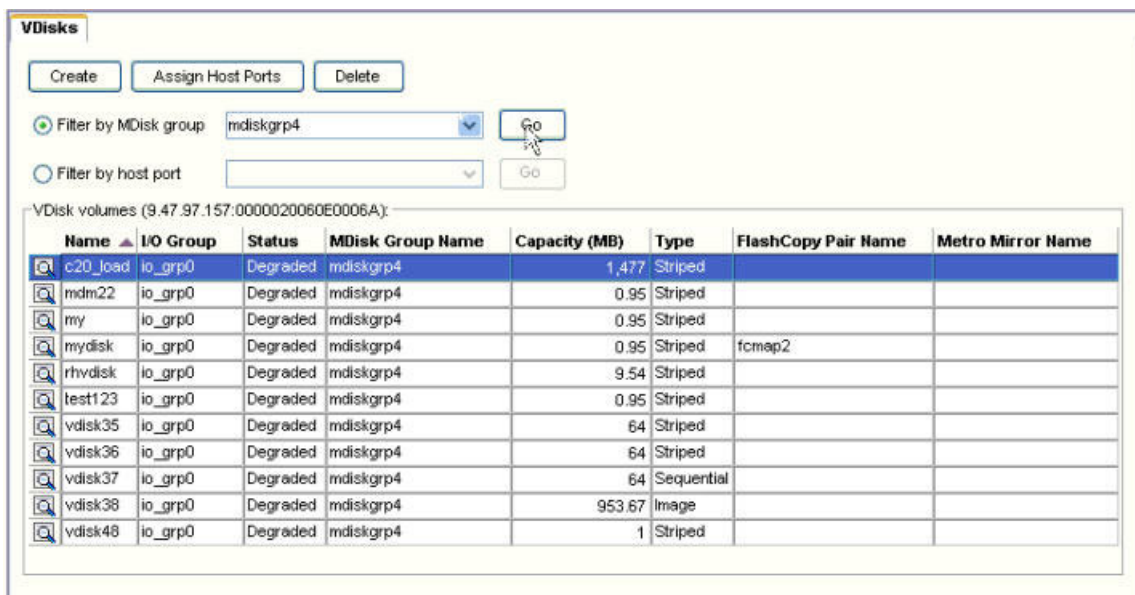 VDisks
Create Assign Host Ports Delete
Filter by MDisk group mdiskgrp4 Go
Filter by host port Go
VDisk volumes (9.47.97.157:0000020060E0006A):
Name I/O Group Status MDisk Group Name Capacity (MB) Type FlashCopy Pair Name Metro Mirror Name
c20_load io_grp0 Degraded mdiskgrp4 1,477 Striped
mdm22 io_grp0 Degraded mdiskgrp4 0.95 Striped
my io_grp0 Degraded mdiskgrp4 0.95 Striped
mydisk io_grp0 Degraded mdiskgrp4 0.95 Striped fcmap2
rhvdisk io_grp0 Degraded mdiskgrp4 9.54 Striped
test123 io_grp0 Degraded mdiskgrp4 0.95 Striped
vdisk35 io_grp0 Degraded mdiskgrp4 64 Striped
vdisk36 io_grp0 Degraded mdiskgrp4 64 Striped
vdisk37 io_grp0 Degraded mdiskgrp4 64 Sequential
vdisk38 io_grp0 Degraded mdiskgrp4 953.67 Image
vdisk48 io_grp0 Degraded mdiskgrp4 1 Striped